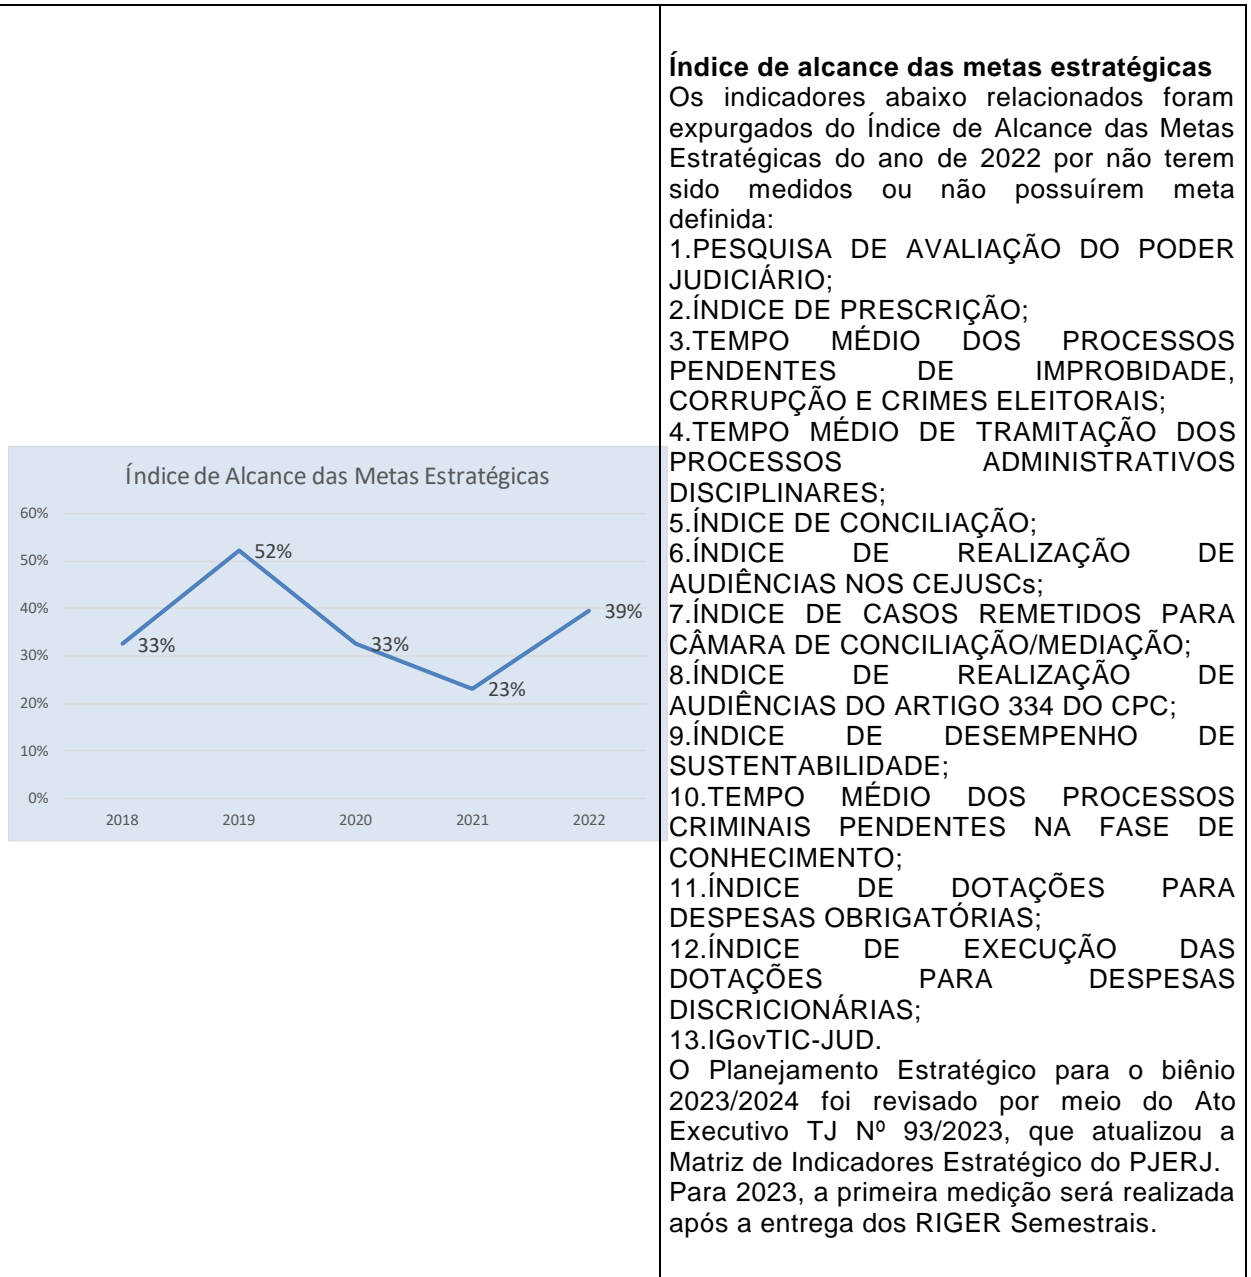 Índice de Alcance das Metas Estratégicas
60%
50%
40%
30%
20%
10%
0%
33%
52%
33%
23%
39%
2018 2019 2020 2021 2022
Índice de alcance das metas estratégicas
Os indicadores abaixo relacionados foram
expurgados do Índice de Alcance das Metas
Estratégicas do ano de 2022 por não terem
sido medidos ou não possuírem meta
definida:
1.PESQUISA DE AVALIAÇÃO DO PODER
JUDICIÁRIO;
2.ÍNDICE DE PRESCRIÇÃO;
3.TEMPO MÉDIO DOS PROCESSOS
PENDENTES DE IMPROBIDADE,
CORRUPÇÃO E CRIMES ELEITORAIS;
4.TEMPO MÉDIO DE TRAMITAÇÃO DOS
PROCESSOS ADMINISTRATIVOS
DISCIPLINARES;
5.ÍNDICE DE CONCILIAÇÃO;
6.ÍNDICE DE REALIZAÇÃO DE
AUDIÊNCIAS NOS CEJUSCs;
7.ÍNDICE DE CASOS REMETIDOS PARA
CÂMARA DE CONCILIAÇÃO/MEDIAÇÃO;
8.ÍNDICE DE REALIZAÇÃO DE
AUDIÊNCIAS DO ARTIGO 334 DO CPC;
9.ÍNDICE DE DESEMPENHO DE
SUSTENTABILIDADE;
10.TEMPO MÉDIO DOS PROCESSOS
CRIMINAIS PENDENTES NA FASE DE
CONHECIMENTO;
11.ÍNDICE DE DOTAÇÕES PARA
DESPESAS OBRIGATÓRIAS;
12.ÍNDICE DE EXECUÇÃO DAS
DOTAÇÕES PARA DESPESAS
DISCRICIONÁRIAS;
13.IGovTIC-JUD.
O Planejamento Estratégico para o biênio
2023/2024 foi revisado por meio do Ato
Executivo TJ Nº 93/2023, que atualizou a
Matriz de Indicadores Estratégico do PJERJ.
Para 2023, a primeira medição será realizada
após a entrega dos RIGER Semestrais.